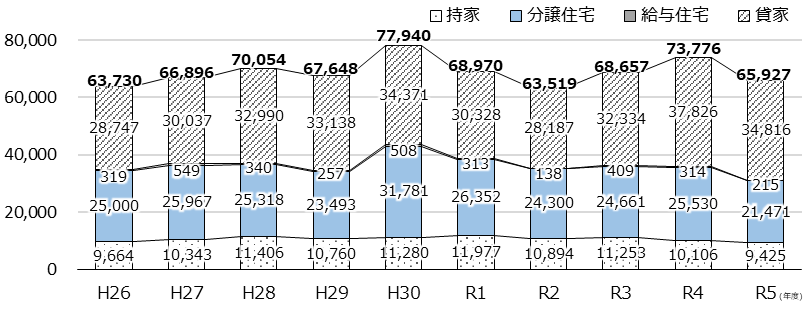 持家 分譲住宅 給与住宅 貸家
80,000
60,000
40,000
20,000
0
63,730 66,896 70,054 67,648 77,940 68,970 63,519 68,657 73,776 65,927
28,747 30,037 32,990 33,138 34,371 30,328 28,187 32,334 37,826 34,816
319 549 340 257 508 313 138 409 314 215
25,000 25,967 25,318 23,493 31,781 26,352 24,300 24,661 25,530 21,471
9,664 10,343 11,406 10,760 11,280 11,977 10,894 11,253 10,106 9,425
H26 H27 H28 H29 H30 R1 R2 R3 R4 R5 (年度)